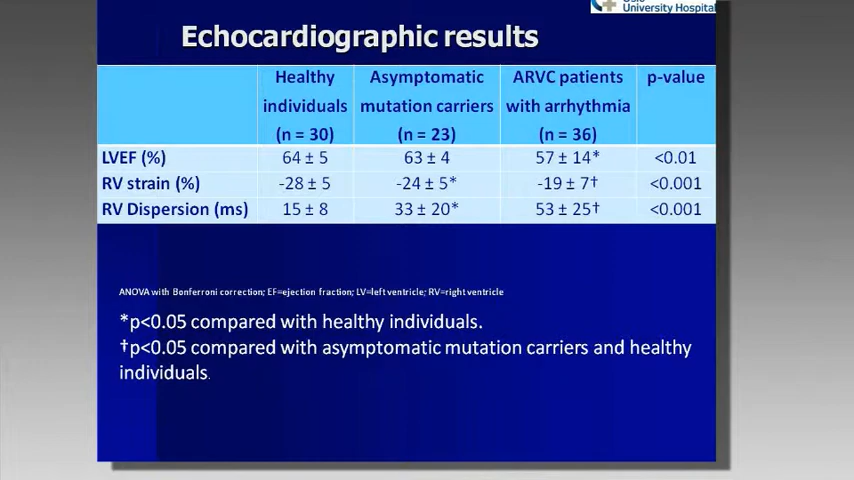 University Hospital
Echocardiographic results
Healthy individuals (n = 30) Asymptomatic mutation carriers (n = 23) ARVC patients with arrhythmia (n = 36) p-value
LVEF (%) 64 ± 5 63 ± 4 57 ± 14* <0.01
RV strain (%) -28 ± 5 -24 ± 5* -19 ± 7† <0.001
RV Dispersion (ms) 15 ± 8 33 ± 20* 53 ± 25† <0.001
ANOVA with Bonferroni correction; EF=ejection fraction; LV=left ventricle; RV=right ventricle
*p<0.05 compared with healthy individuals.
†p<0.05 compared with asymptomatic mutation carriers and healthy
individuals.